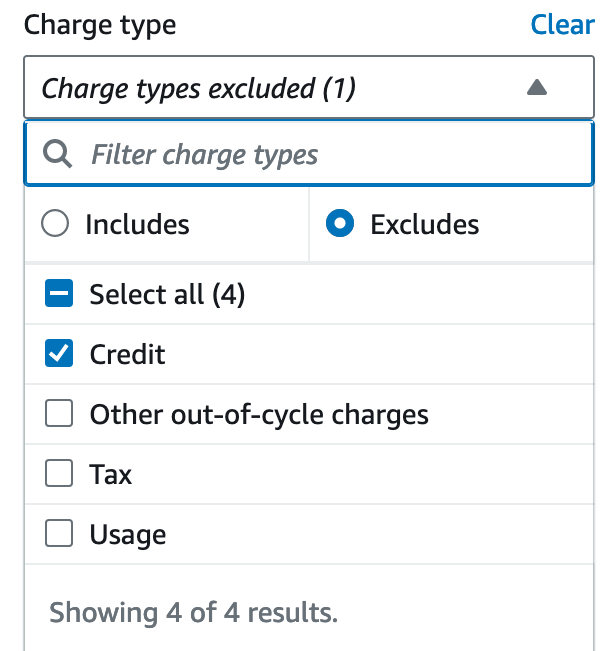 Charge type Clear
Charge types excluded (1)
Filter charge types
Includes Excludes
Select all (4)
Credit
Other out-of-cycle charges
Tax
Usage
Showing 4 of 4 results.